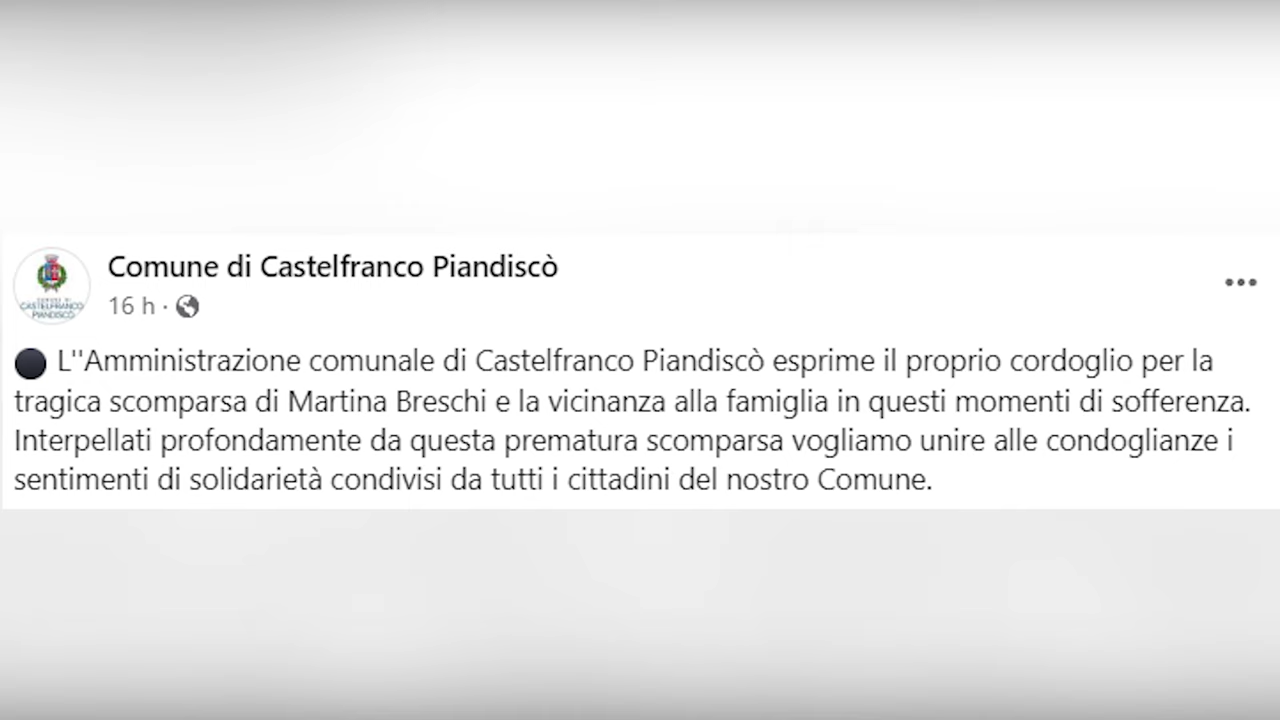 Comune di Castelfranco Piandiscò
16 h ·
L''Amministrazione comunale di Castelfranco Piandiscò esprime il proprio cordoglio per la
tragica scomparsa di Martina Breschi e la vicinanza alla famiglia in questi momenti di sofferenza.
Interpellati profondamente da questa prematura scomparsa vogliamo unire alle condoglianze i
sentimenti di solidarietà condivisi da tutti i cittadini del nostro Comune.
CASTELFRANCO
PIANDISCÒ